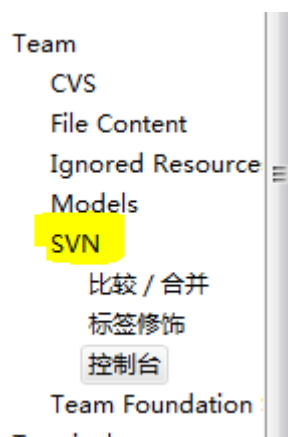 Team
CVS
File Content
Ignored Resource
Models
SVN
比较 / 合并
标签修饰
控制台
Team Foundation